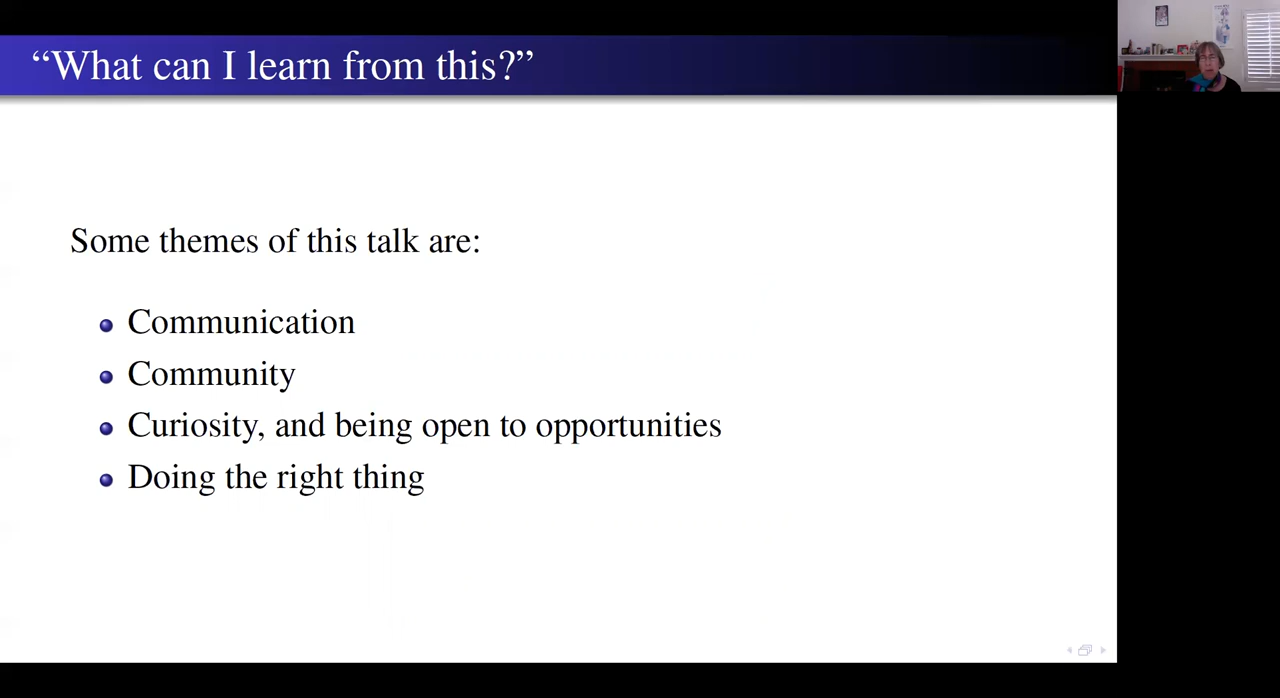 “What can I learn from this?”
Some themes of this talk are:
Communication
Community
Curiosity, and being open to opportunities
Doing the right thing